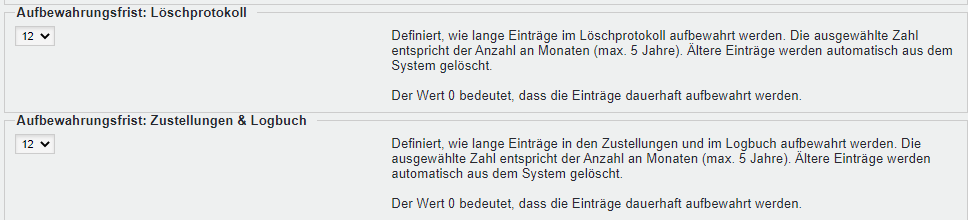 Aufbewahrungsfrist: Löschprotokoll
12
Definiert, wie lange Einträge im Löschprotokoll aufbewahrt werden. Die ausgewählte Zahl
entspricht der Anzahl an Monaten (max. 5 Jahre). Ältere Einträge werden automatisch aus dem
System gelöscht.
Der Wert 0 bedeutet, dass die Einträge dauerhaft aufbewahrt werden.
Aufbewahrungsfrist: Zustellungen & Logbuch
12
Definiert, wie lange Einträge in den Zustellungen und im Logbuch aufbewahrt werden. Die
ausgewählte Zahl entspricht der Anzahl an Monaten (max. 5 Jahre). Ältere Einträge werden
automatisch aus dem System gelöscht.
Der Wert 0 bedeutet, dass die Einträge dauerhaft aufbewahrt werden.